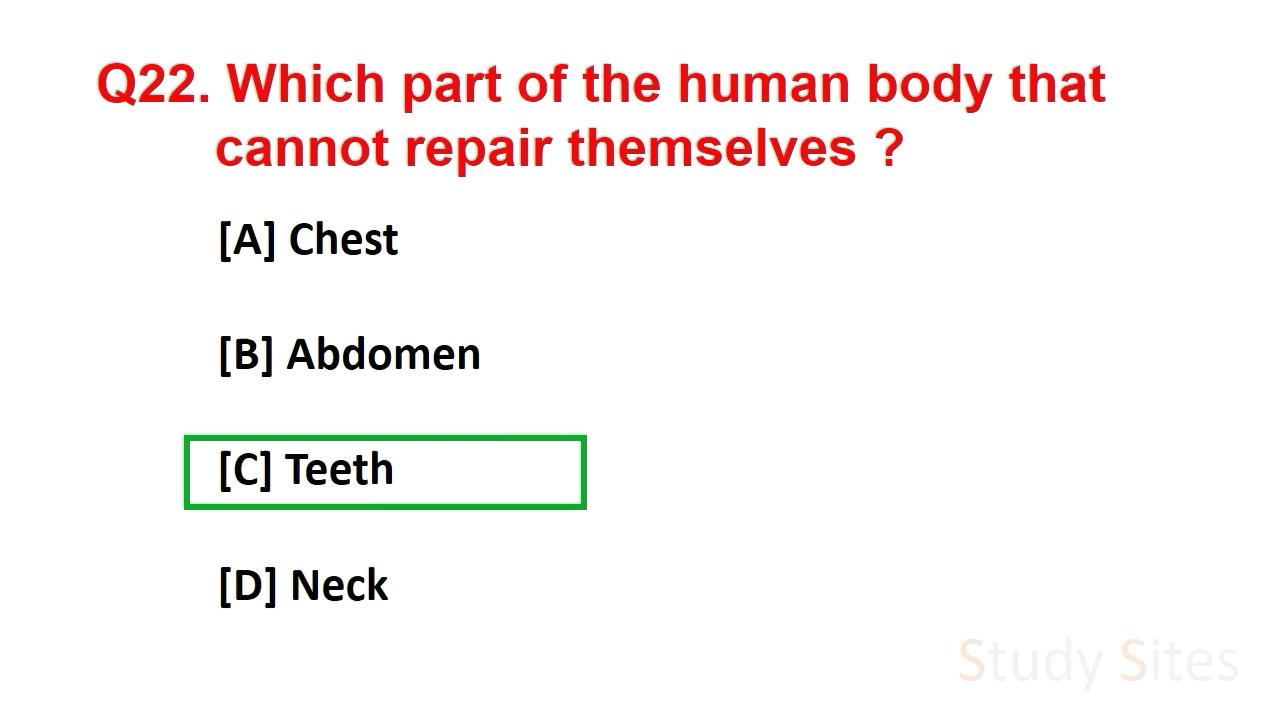 Q22. Which part of the human body that
cannot repair themselves ?
[A] Chest
[B] Abdomen
[C] Teeth
[D] Neck
Study Sites